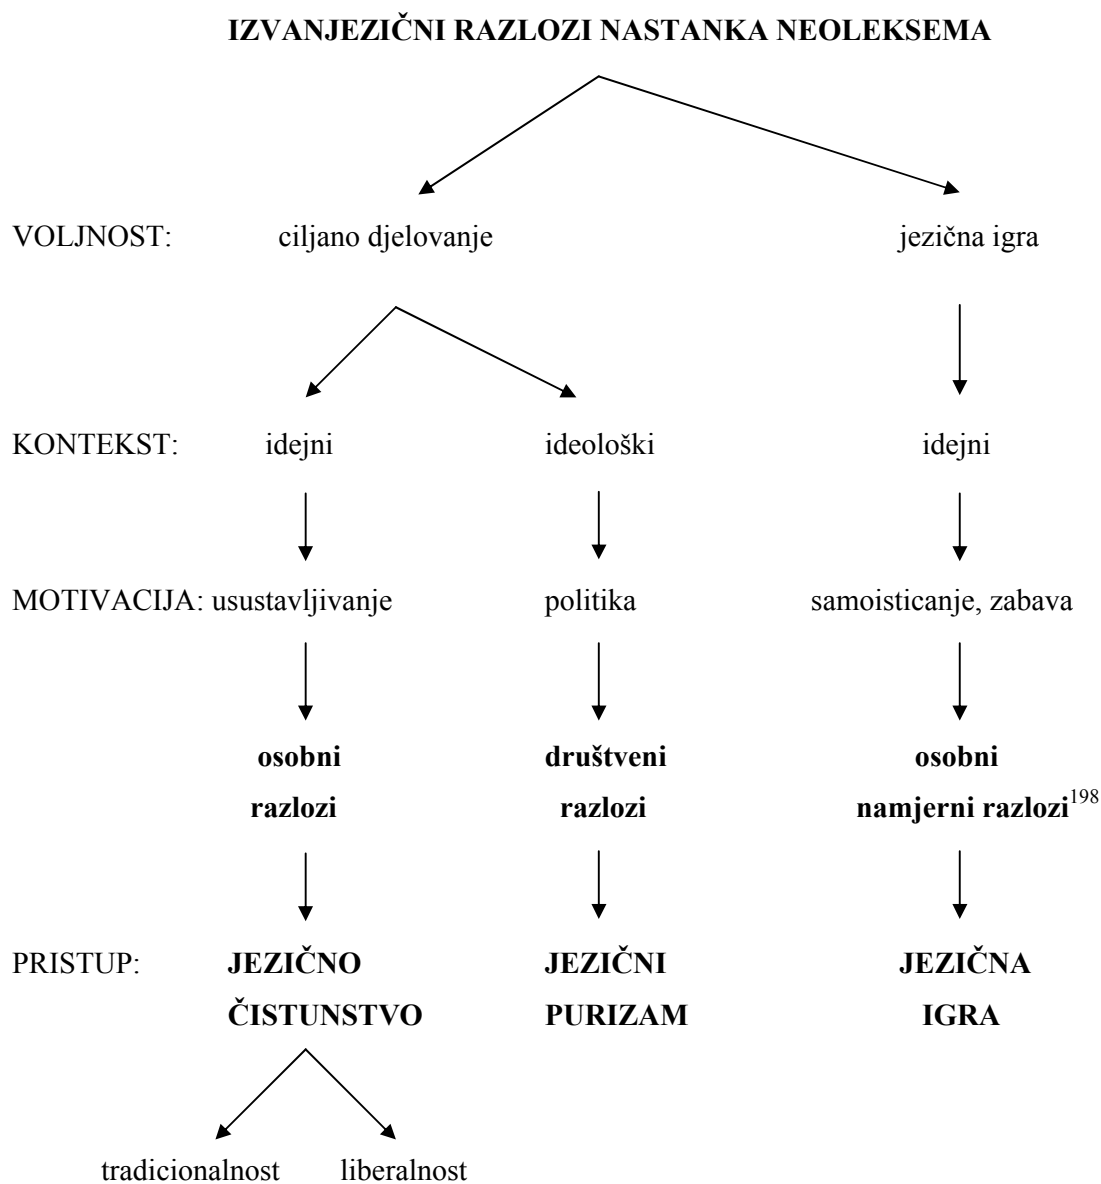 IZVANJEZIČNI RAZLOZI NASTANKA NEOLEKSEMA
VOLJNOST: ciljano djelovanje jezična igra
KONTEKST: idejni ideološki idejni
MOTIVACIJA: usustavljivanje politika samoisticanje, zabava
osobni društveni osobni
razlozi razlozi namjerni razlozi198
PRISTUP: JEZIČNO JEZIČNI JEZIČNA
ČISTUNSTVO PURIZAM IGRA
tradicionalnost liberalnost